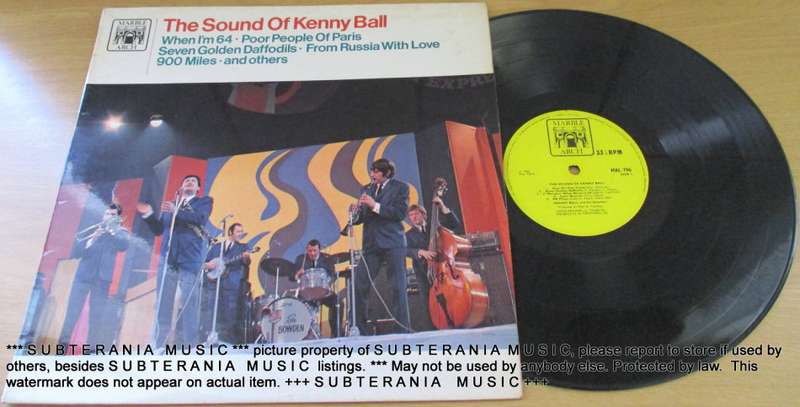 MARBLE
ARCH
The Sound Of Kenny Ball
When I'm 64 · Poor People Of Paris
Seven Golden Daffodils · From Russia With Love
900 Miles · and others
EXPRE
BOWDEN
MARBLE
ARCH
33⅓ RPM
MAL 796
THE SOUND OF KENNY BALL
*** S U B T E R A N I A M U S I C *** picture property of S U B T E R A N I A M U S I C, please report to store if used by
others, besides S U B T E R A N I A M U S I C listings. *** May not be used by anybody else. Protected by law. This
watermark does not appear on actual item. +++ S U B T E R A N I A M U S I C +++